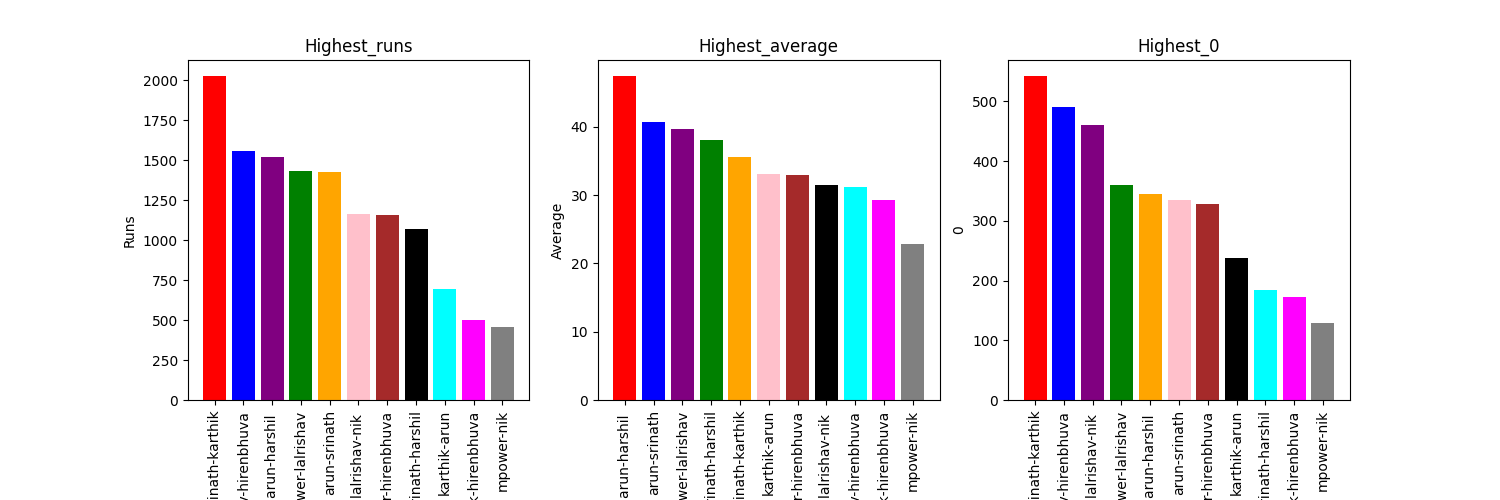 Highest_runs
Runs
2000
1750
1500
1250
1000
750
500
250
0
inath-karthik
y-hirenbhuva
arun-harshil
wer-lalrishav
arun-srinath
lalrishav-nik
r-hirenbhuva
inath-harshil
karthik-arun
k-hirenbhuva
mpower-nik
Highest_average
Average
40
30
20
10
0
arun-harshil
arun-srinath
wer-lalrishav
inath-harshil
inath-karthik
karthik-arun
r-hirenbhuva
lalrishav-nik
y-hirenbhuva
k-hirenbhuva
mpower-nik
Highest_0
0
500
400
300
200
100
0
inath-karthik
y-hirenbhuva
lalrishav-nik
wer-lalrishav
arun-harshil
arun-srinath
r-hirenbhuva
karthik-arun
inath-harshil
k-hirenbhuva
mpower-nik